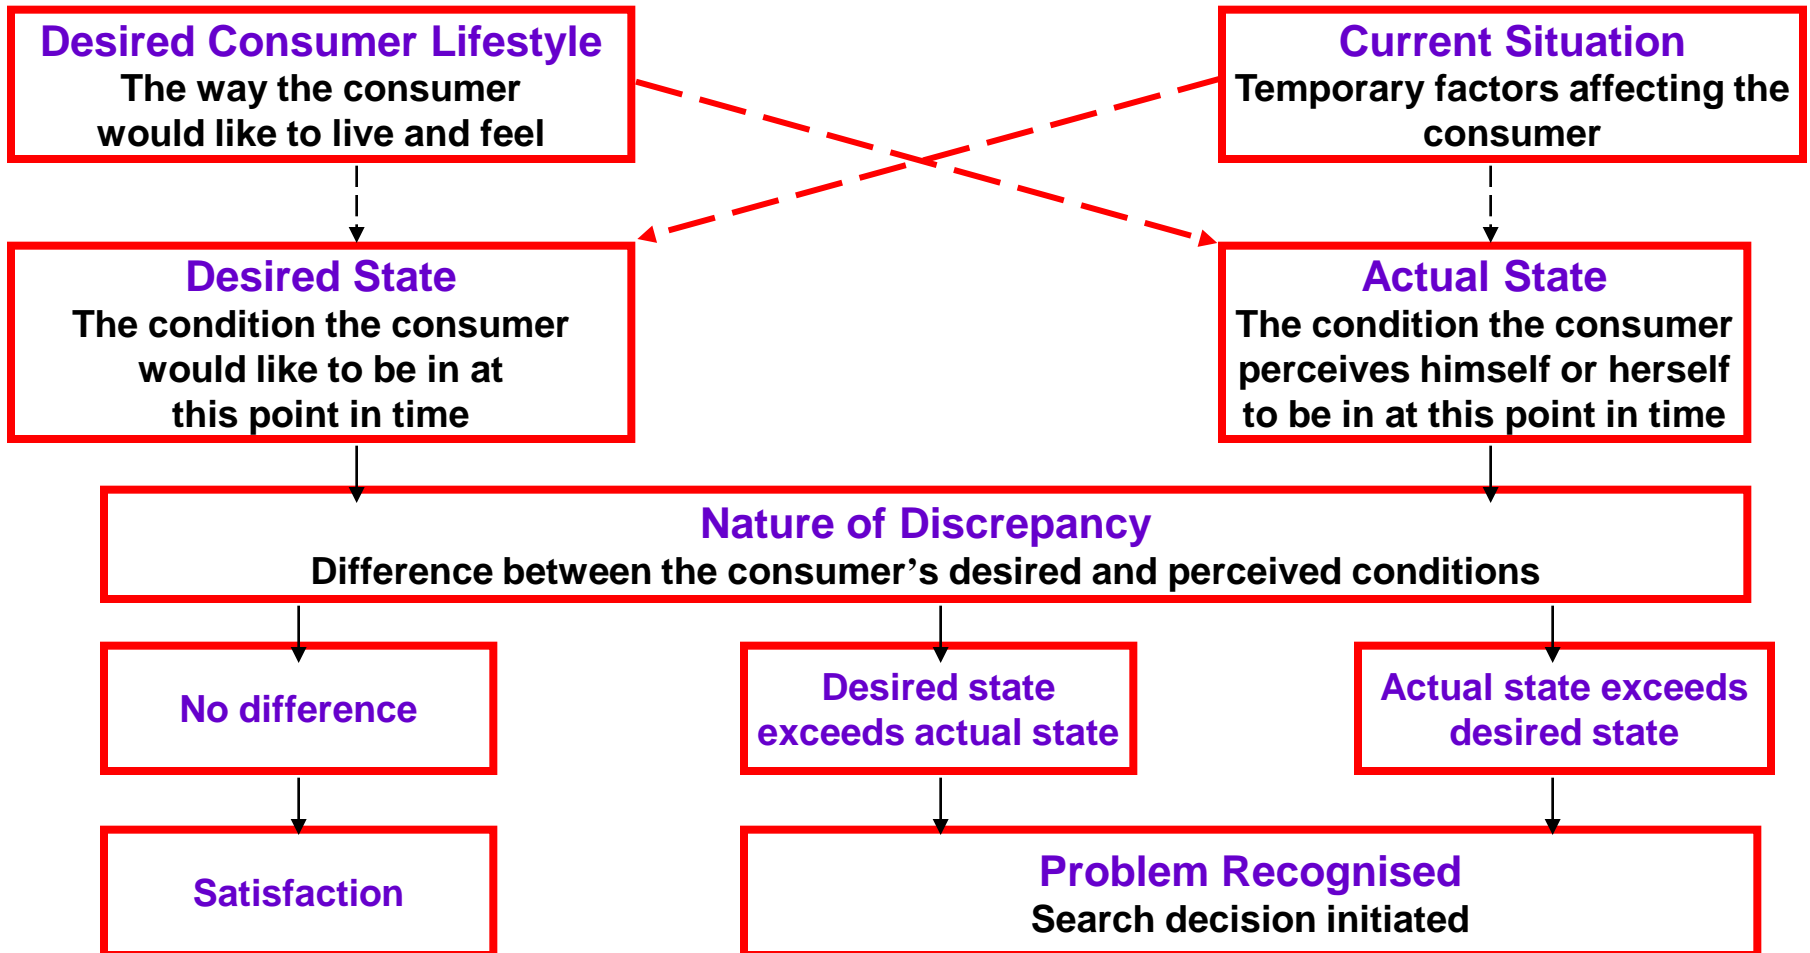 Desired Consumer Lifestyle
The way the consumer
would like to live and feel
Current Situation
Temporary factors affecting the
consumer
Desired State
The condition the consumer
would like to be in at
this point in time
Actual State
The condition the consumer
perceives himself or herself
to be in at this point in time
Nature of Discrepancy
Difference between the consumer’s desired and perceived conditions
No difference
Desired state
exceeds actual state
Actual state exceeds
desired state
Satisfaction
Problem Recognised
Search decision initiated